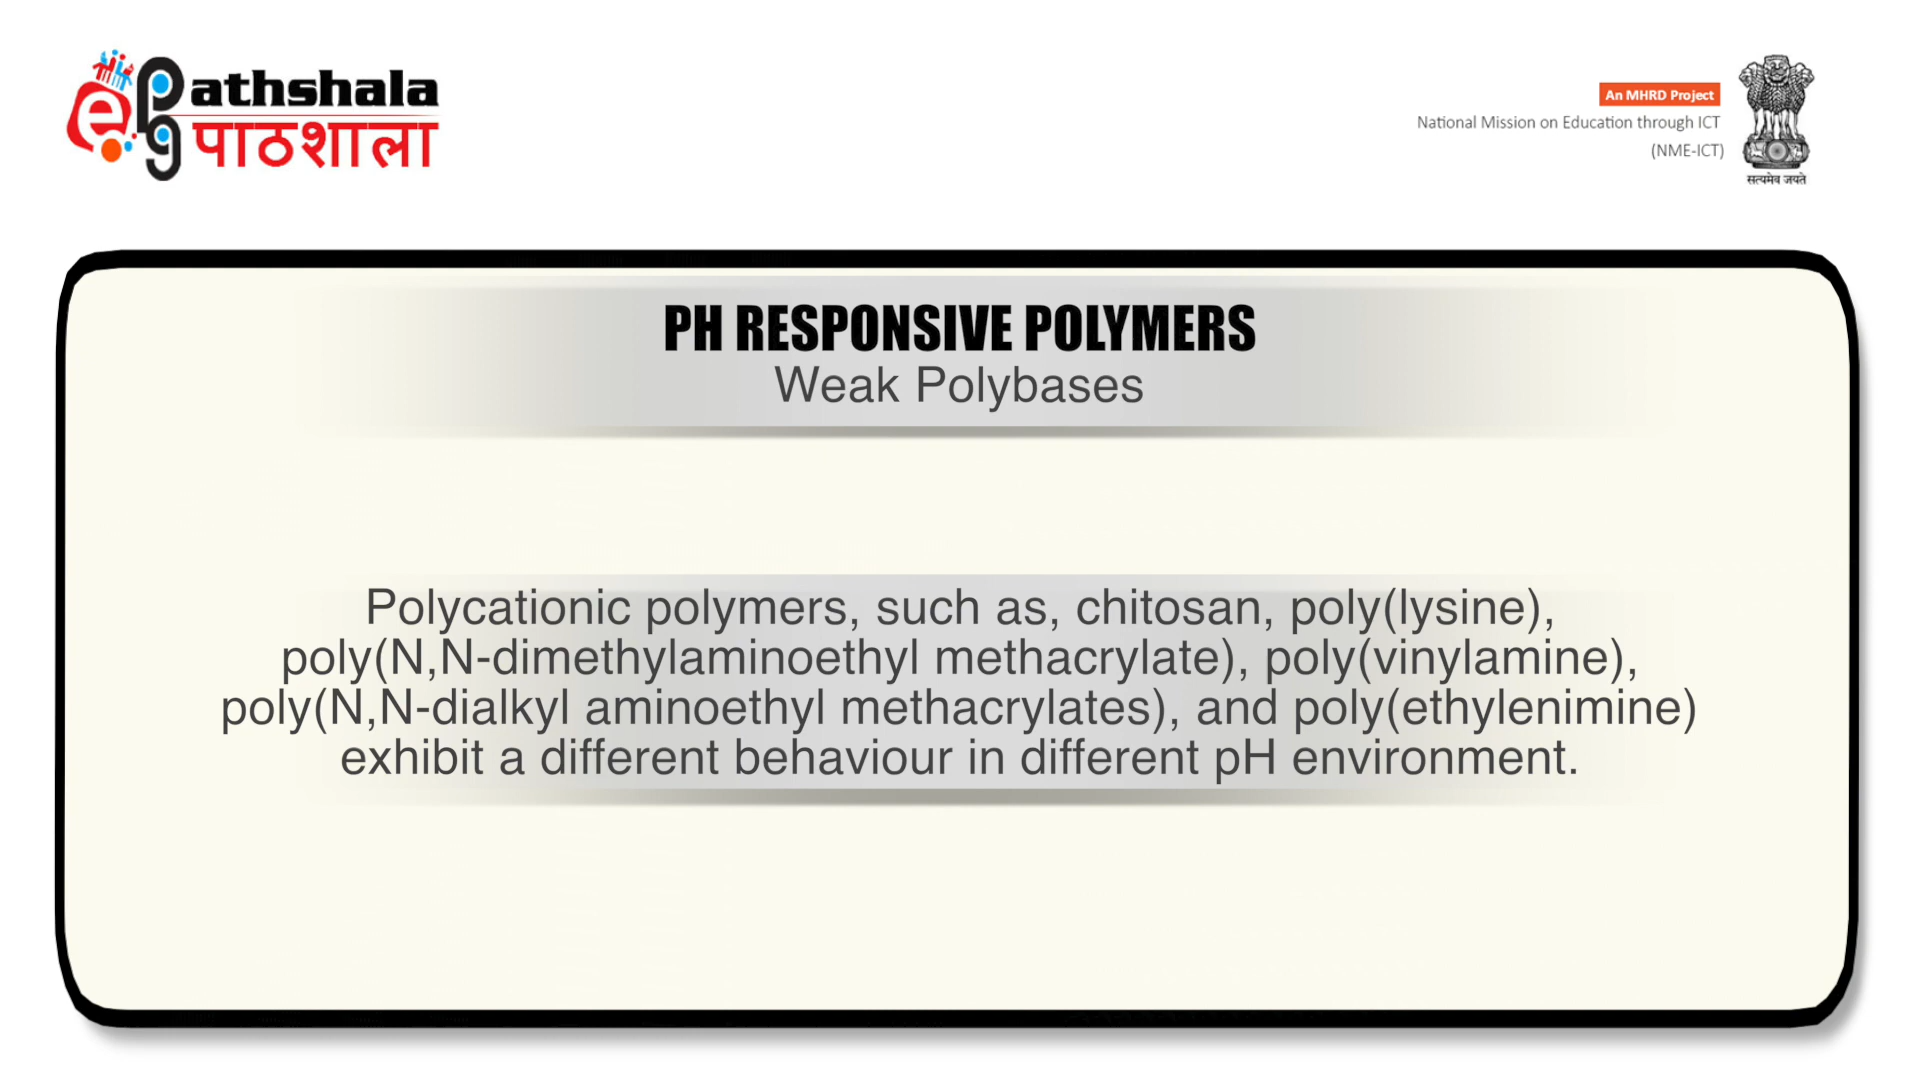 e Pg athshala
पाठशाला
An MHRD Project
National Mission on Education through ICT
(NME-ICT)
सत्यमेव जयते
PH RESPONSIVE POLYMERS
Weak Polybases
Polycationic polymers, such as, chitosan, poly(lysine),
poly(N,N-dimethylaminoethyl methacrylate), poly(vinylamine),
poly(N,N-dialkyl aminoethyl methacrylates), and poly(ethylenimine)
exhibit a different behaviour in different pH environment.